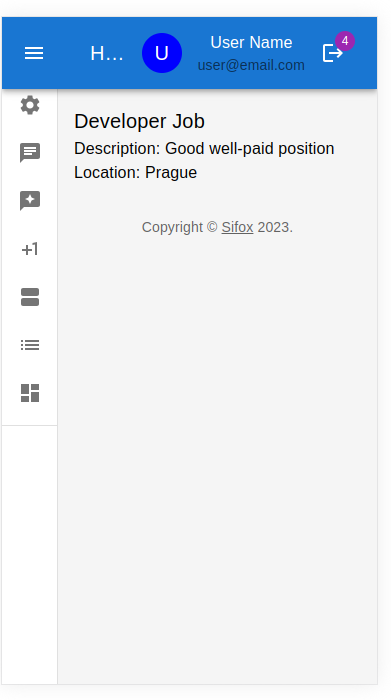 H...
U
User Name
user@email.com
4
+1
Developer Job
Description: Good well-paid position
Location: Prague
Copyright © Sifox 2023.